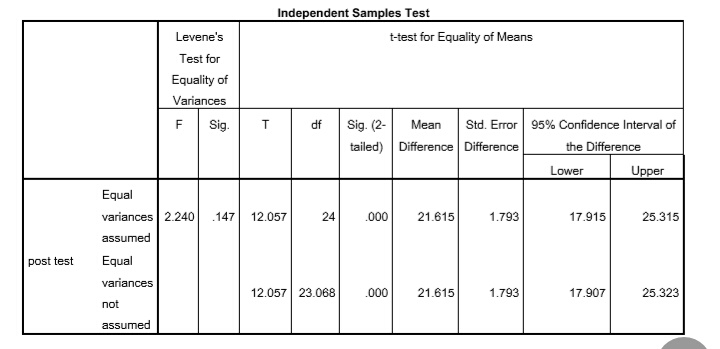 Independent Samples Test
Levene's
Test for
Equality of
Variances
t-test for Equality of Means
F
Sig.
T
df
Sig. (2-
tailed)
Mean
Difference
Std. Error
Difference
95% Confidence Interval of
the Difference
Lower
Upper
post test
Equal
variances
assumed
2.240
.147
12.057
24
.000
21.615
1.793
17.915
25.315
Equal
variances
not
assumed
12.057
23.068
.000
21.615
1.793
17.907
25.323